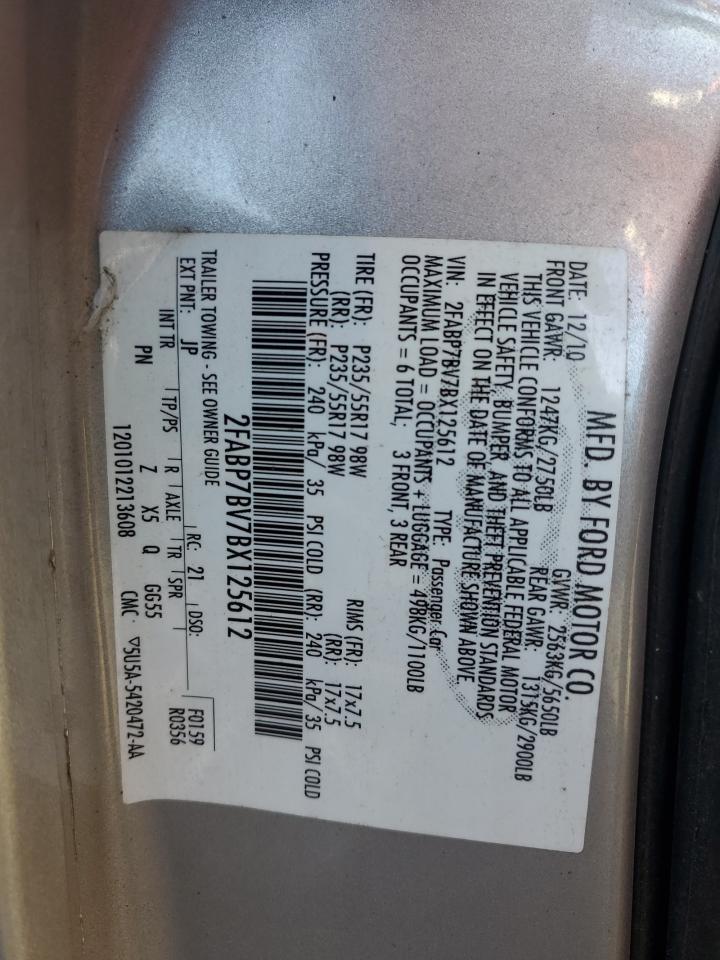 MFD. BY FORD MOTOR CO.
DATE: 12/10 GVWR: 2563KG/5650LB
FRONT GAWR: 1247KG/2750LB REAR GAWR: 1315KG/2900LB
THIS VEHICLE CONFORMS TO ALL APPLICABLE FEDERAL MOTOR
VEHICLE SAFETY, BUMPER, AND THEFT PREVENTION STANDARDS
IN EFFECT ON THE DATE OF MANUFACTURE SHOWN ABOVE.
VIN: 2FABP7BV7BX125612 TYPE: Passenger Car
MAXIMUM LOAD = OCCUPANTS + LUGGAGE = 498KG/1100LB
OCCUPANTS = 6 TOTAL; 3 FRONT, 3 REAR
TIRE (FR): P235/55R17 98W RIMS (FR): 17x7.5
(RR): P235/55R17 98W (RR): 17x7.5
PRESSURE (FR): 240 kPa/ 35 PSI COLD (RR): 240 kPa/ 35 PSI COLD
2FABP7BV7BX125612
TRAILER TOWING - SEE OWNER GUIDE
EXT PNT: JP RC: 21 DSO: F0159
R0356
INT TR TP/PS R AXLE TR SPR
PN Z X5 Q GG55
1201012213608 CMC ▽5U5A-5420472-AA